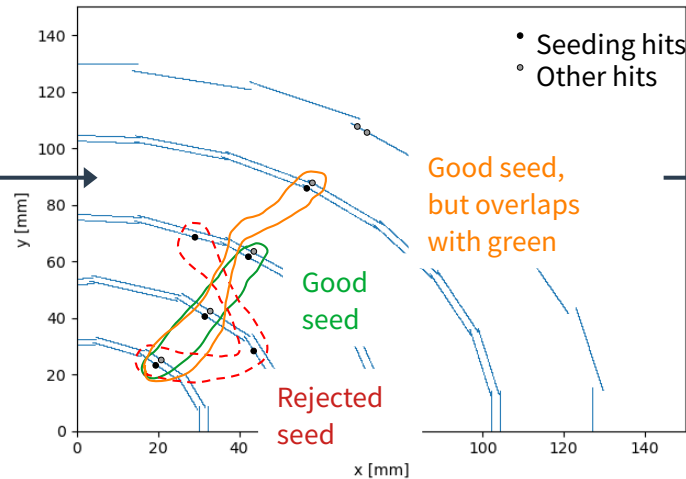 140
120
100
80
60
40
20
0
y [mm]
0
20
40
100
120
140
x [mm]
Seeding hits
Other hits
Good seed,
but overlaps
with green
Good
seed
Rejected
seed